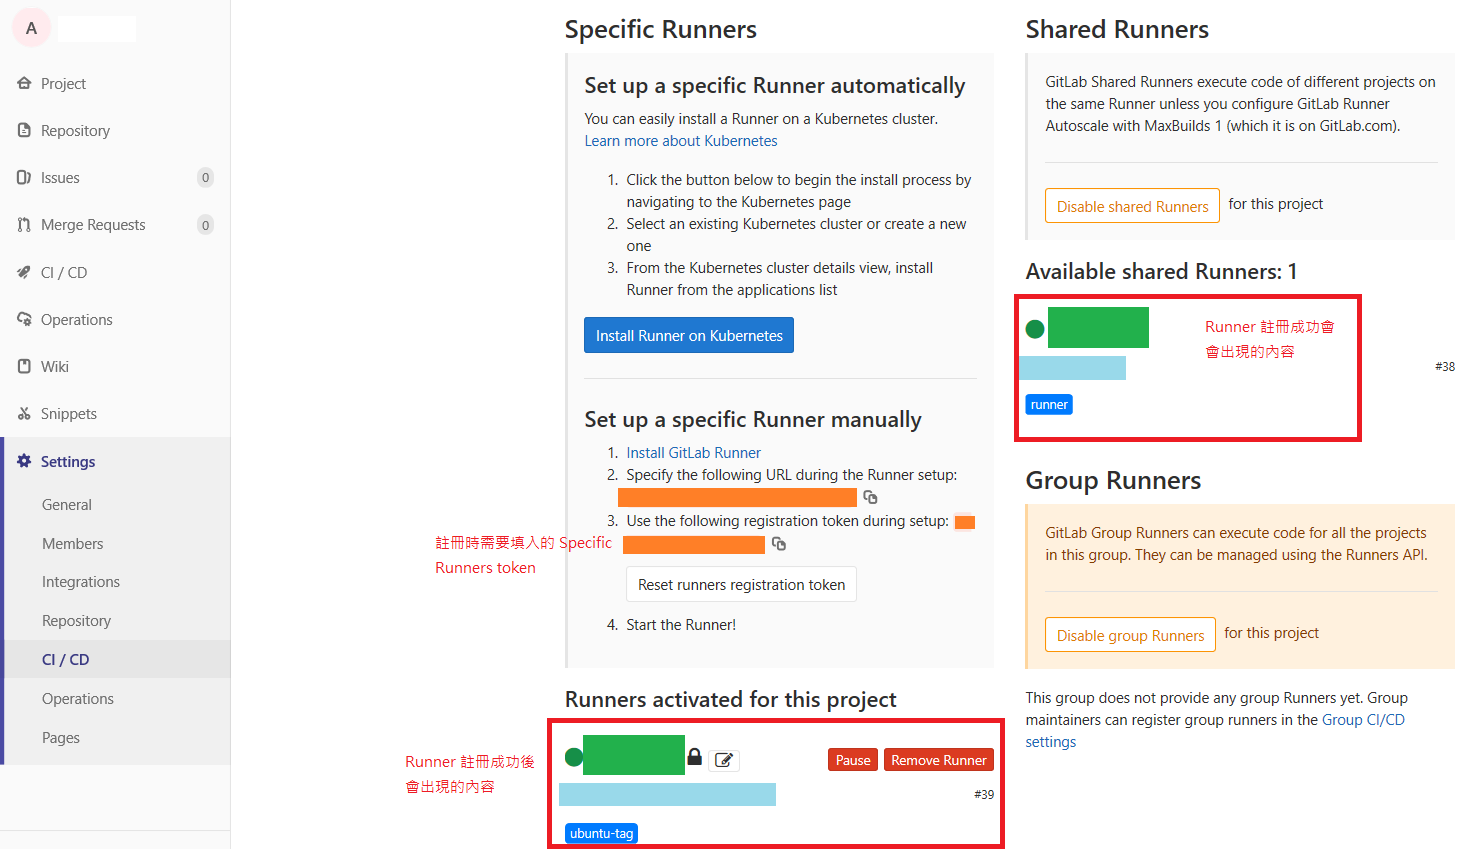 A
Project
Repository
Issues 0
Merge Requests 0
CI / CD
Operations
Wiki
Snippets
Settings
General
Members
Integrations
Repository
CI / CD
Operations
Pages
Specific Runners
Set up a specific Runner automatically
You can easily install a Runner on a Kubernetes cluster.
Learn more about Kubernetes
1. Click the button below to begin the install process by
navigating to the Kubernetes page
2. Select an existing Kubernetes cluster or create a new
one
3. From the Kubernetes cluster details view, install
Runner from the applications list
Install Runner on Kubernetes
Set up a specific Runner manually
1. Install GitLab Runner
2. Specify the following URL during the Runner setup:
3. Use the following registration token during setup:
註冊時需要填入的 Specific
Runners token
Reset runners registration token
4. Start the Runner!
Runners activated for this project
Runner 註冊成功後
會出現的內容
Pause Remove Runner
#39
ubuntu-tag
Shared Runners
GitLab Shared Runners execute code of different projects on
the same Runner unless you configure GitLab Runner
Autoscale with MaxBuilds 1 (which it is on GitLab.com).
Disable shared Runners for this project
Available shared Runners: 1
Runner 註冊成功會
會出現的內容
#38
runner
Group Runners
GitLab Group Runners can execute code for all the projects
in this group. They can be managed using the Runners API.
Disable group Runners for this project
This group does not provide any group Runners yet. Group
maintainers can register group runners in the Group CI/CD
settings